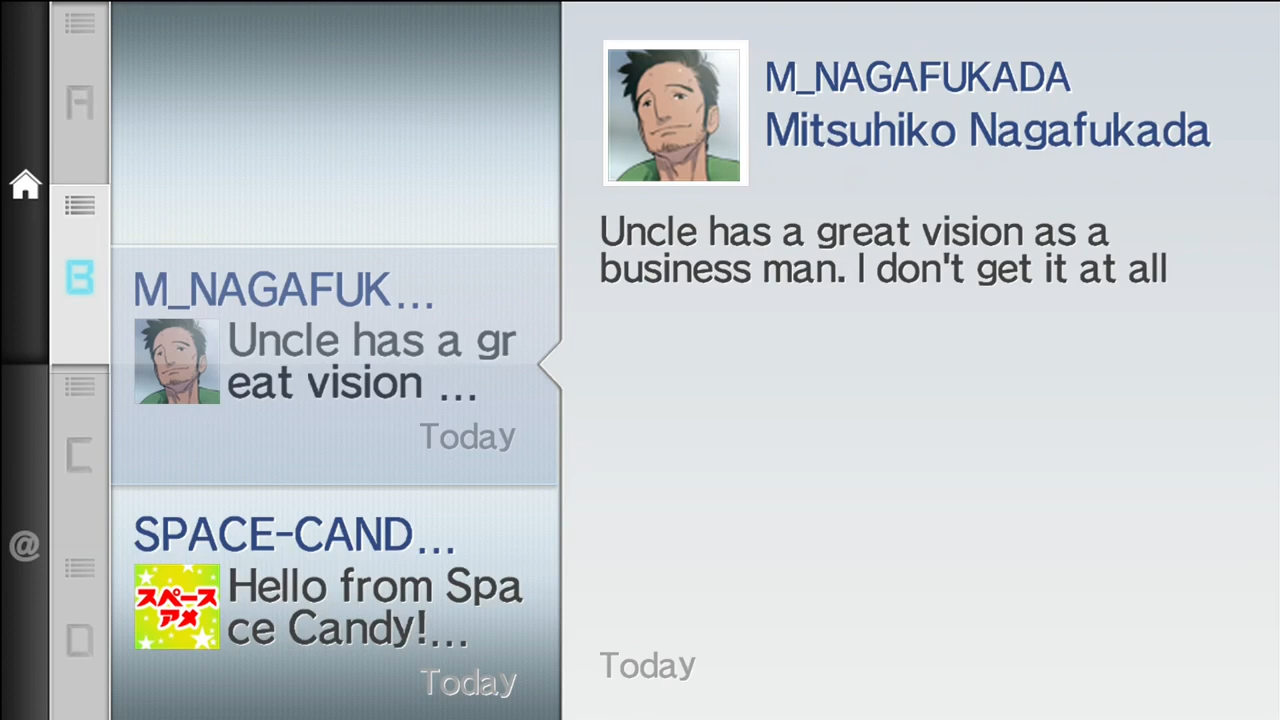 A
B
C
D
@
M_NAGAFUK...
Uncle has a gr
eat vision ...
Today
SPACE-CAND...
スペース
アメ
Hello from Spa
ce Candy!...
Today
M_NAGAFUKADA
Mitsuhiko Nagafukada
Uncle has a great vision as a
business man. I don't get it at all
Today